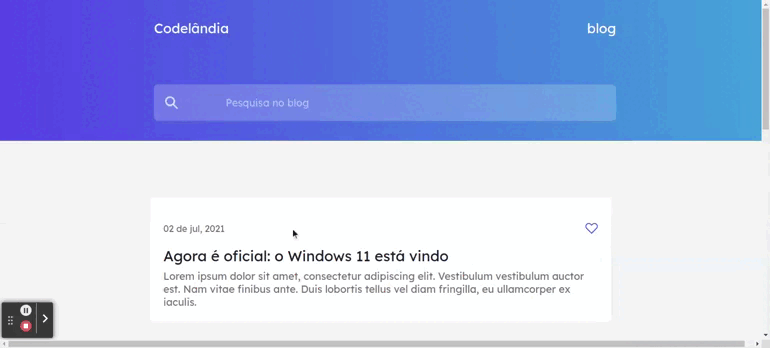 Codelândia
blog
Pesquisa no blog
02 de jul, 2021
Agora é oficial: o Windows 11 está vindo
Lorem ipsum dolor sit amet, consectetur adipiscing elit. Vestibulum vestibulum auctor
est. Nam vitae finibus ante. Duis lobortis tellus vel diam fringilla, eu ullamcorper ex
iaculis.